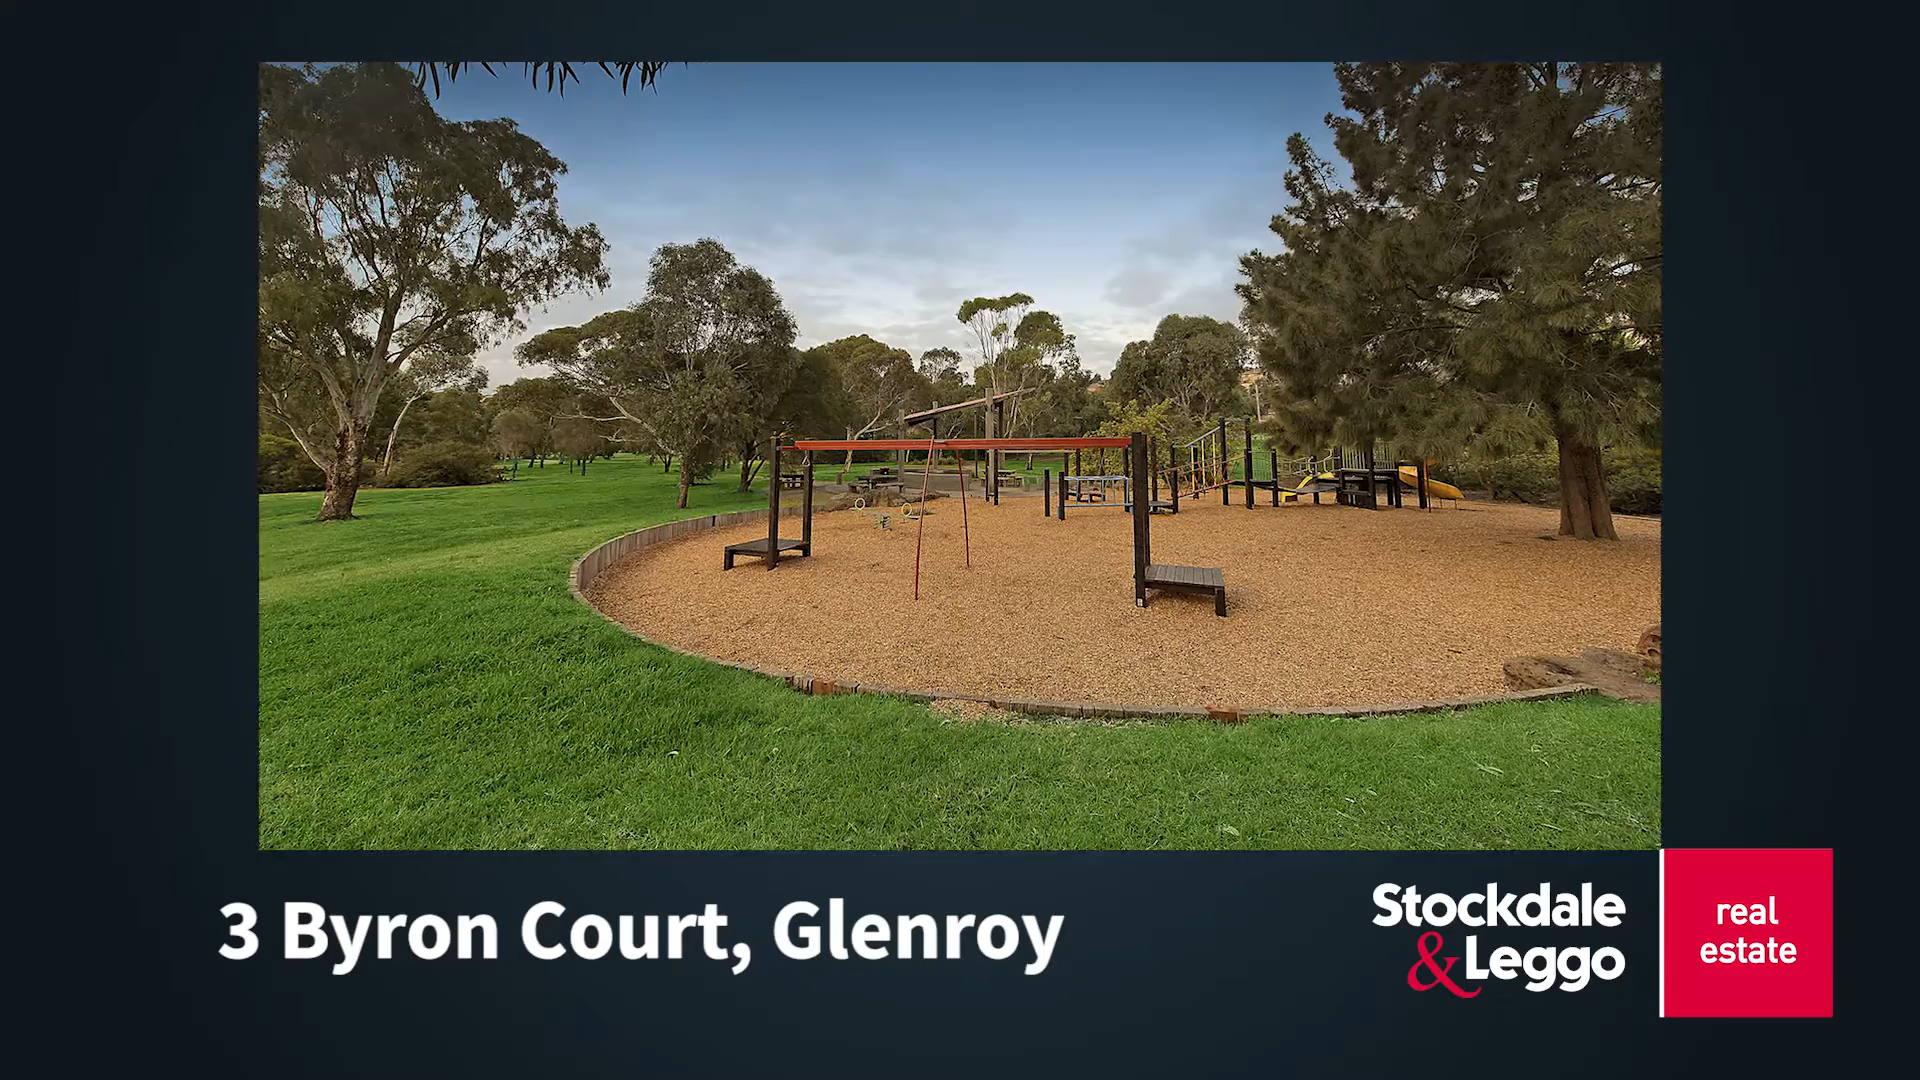 3 Byron Court, Glenroy
Stockdale
& Leggo
real
estate